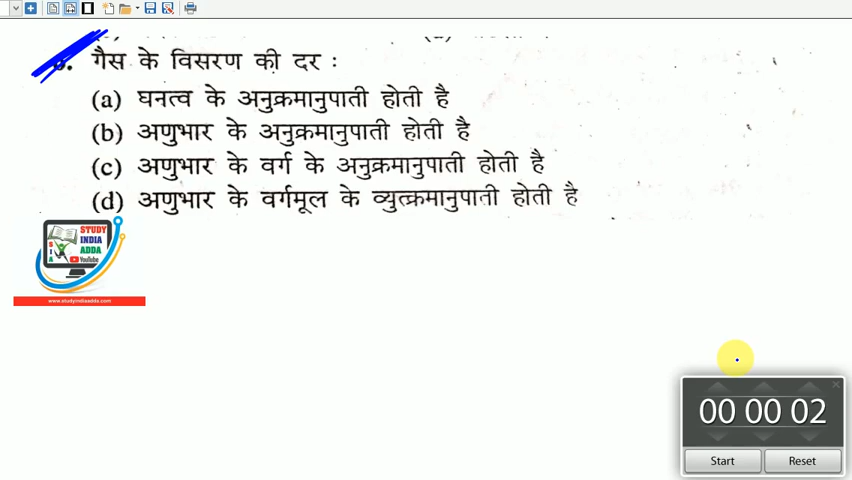 गैस के विसरण की दर :
(a) घनत्व के अनुक्रमानुपाती होती है
(b) अणुभार के अनुक्रमानुपाती होती है
(c) अणुभार के वर्ग के अनुक्रमानुपाती होती है
(d) अणुभार के वर्गमूल के व्युत्क्रमानुपाती होती है
STUDY
INDIA
ADDA
SIA
YouTube
www.studyindiaadda.com
00 00 02
Start Reset